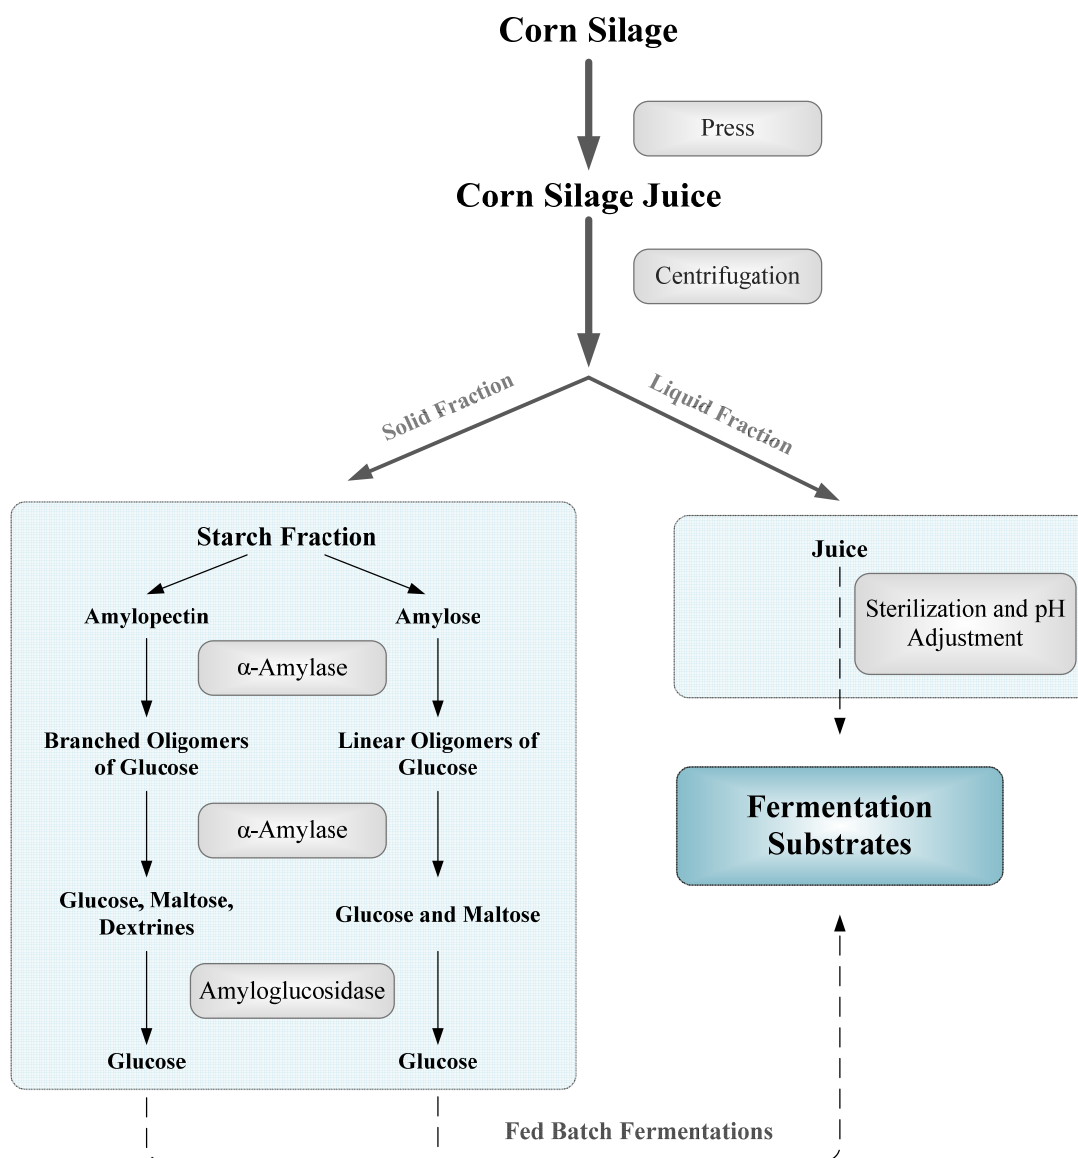 Corn Silage
Press
Corn Silage Juice
Centrifugation
Solid Fraction
Liquid Fraction
Starch Fraction
Amylopectin
Amylose
α-Amylase
Branched Oligomers
of Glucose
Linear Oligomers of
Glucose
α-Amylase
Glucose, Maltose,
Dextrines
Glucose and Maltose
Amyloglucosidase
Glucose
Glucose
Juice
Sterilization and pH
Adjustment
Fermentation
Substrates
Fed Batch Fermentations